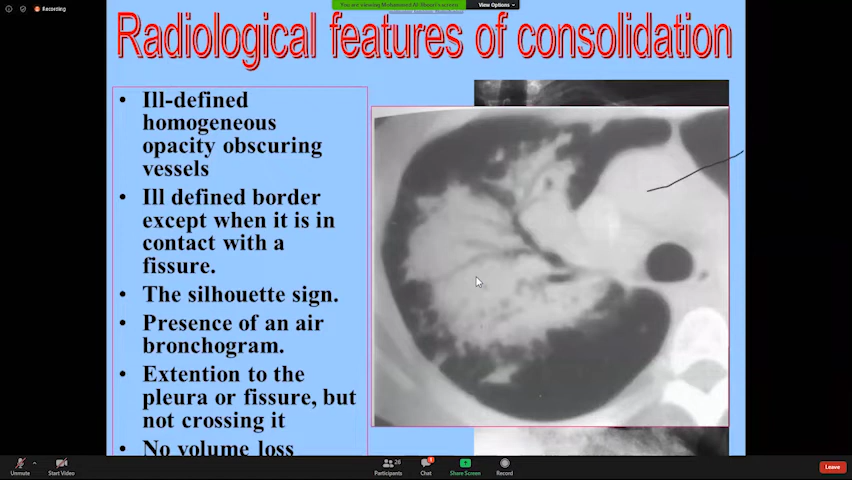 Recording
You are viewing Mohammed Al-Ahmari's screen
View Options
Radiological features of consolidation
• Ill-defined
homogeneous
opacity obscuring
vessels
• Ill defined border
except when it is in
contact with a
fissure.
• The silhouette sign.
• Presence of an air
bronchogram.
• Extention to the
pleura or fissure, but
not crossing it
• No volume loss
Unmute
Start Video
Participants
26
Chat
Share Screen
Record
Leave